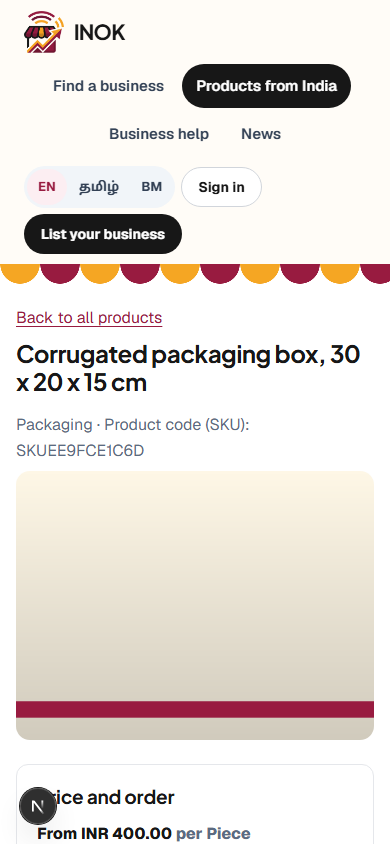 INOK
Find a business
Products from India
Business help
News
EN
தமிழ்
BM
Sign in
List your business
Back to all products
Corrugated packaging box, 30
x 20 x 15 cm
Packaging · Product code (SKU):
SKUEE9FCE1C6D
N
ice and order
From INR 400.00 per Piece